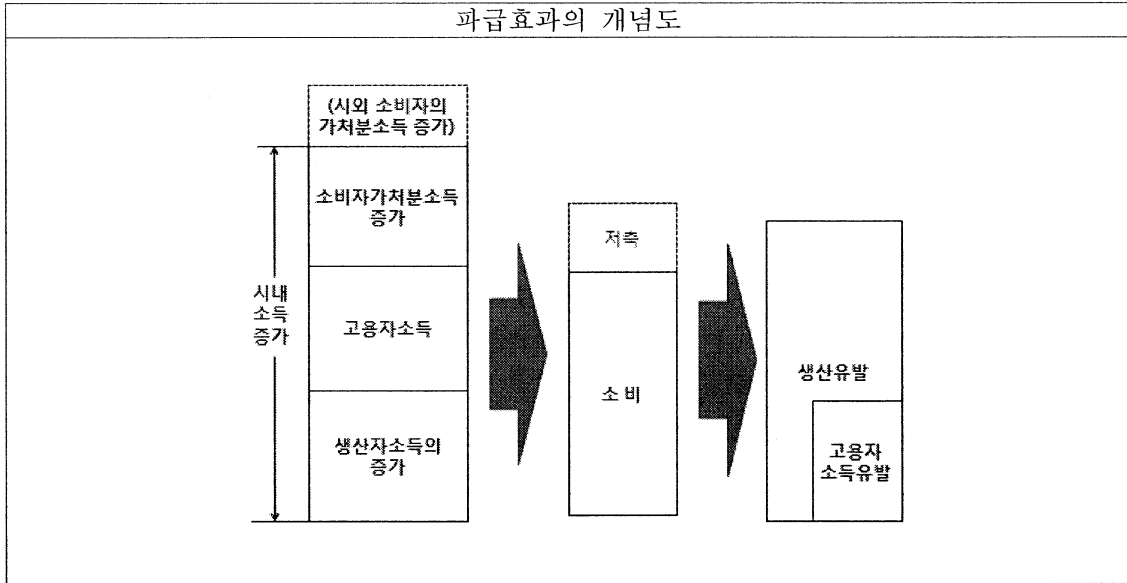 파급효과의 개념도
(시외 소비자의
가처분소득 증가)
소비자가처분소득
증가
시내
소득
증가
고용자소득
생산자소득의
증가
저축
소 비
생산유발
고용자
소득유발